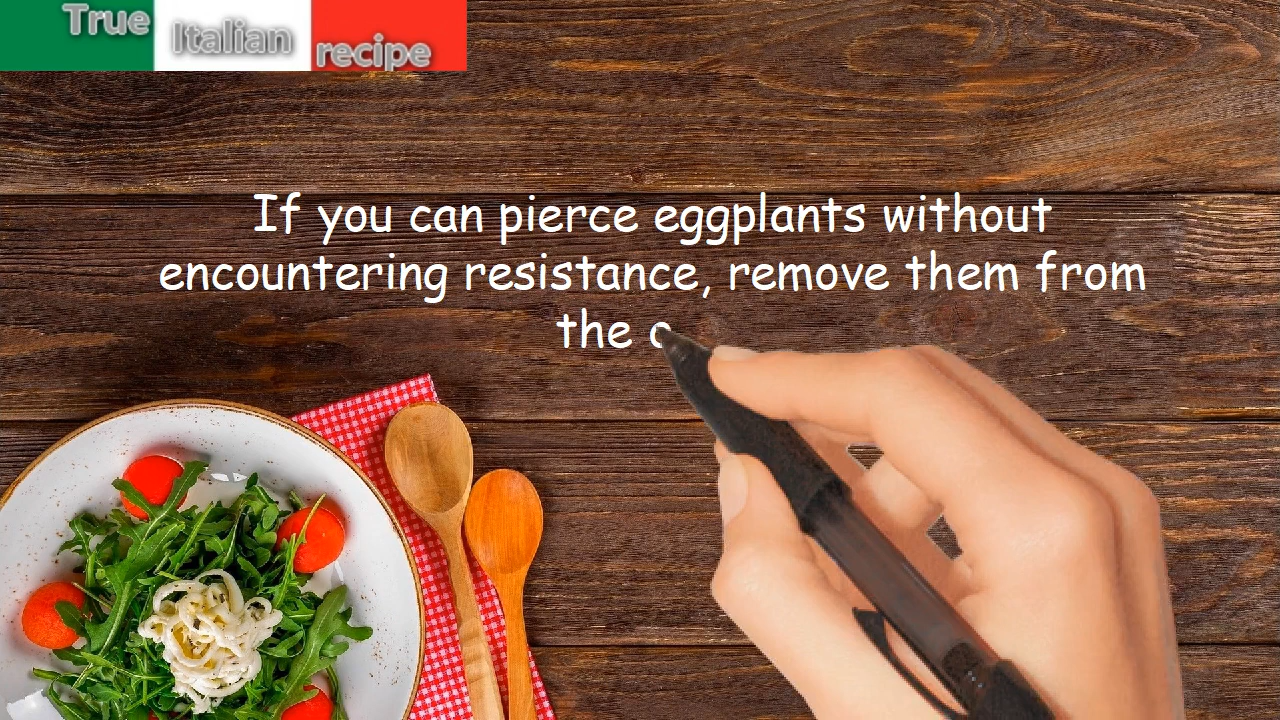 True Italian recipe
If you can pierce eggplants without
encountering resistance, remove them from
the